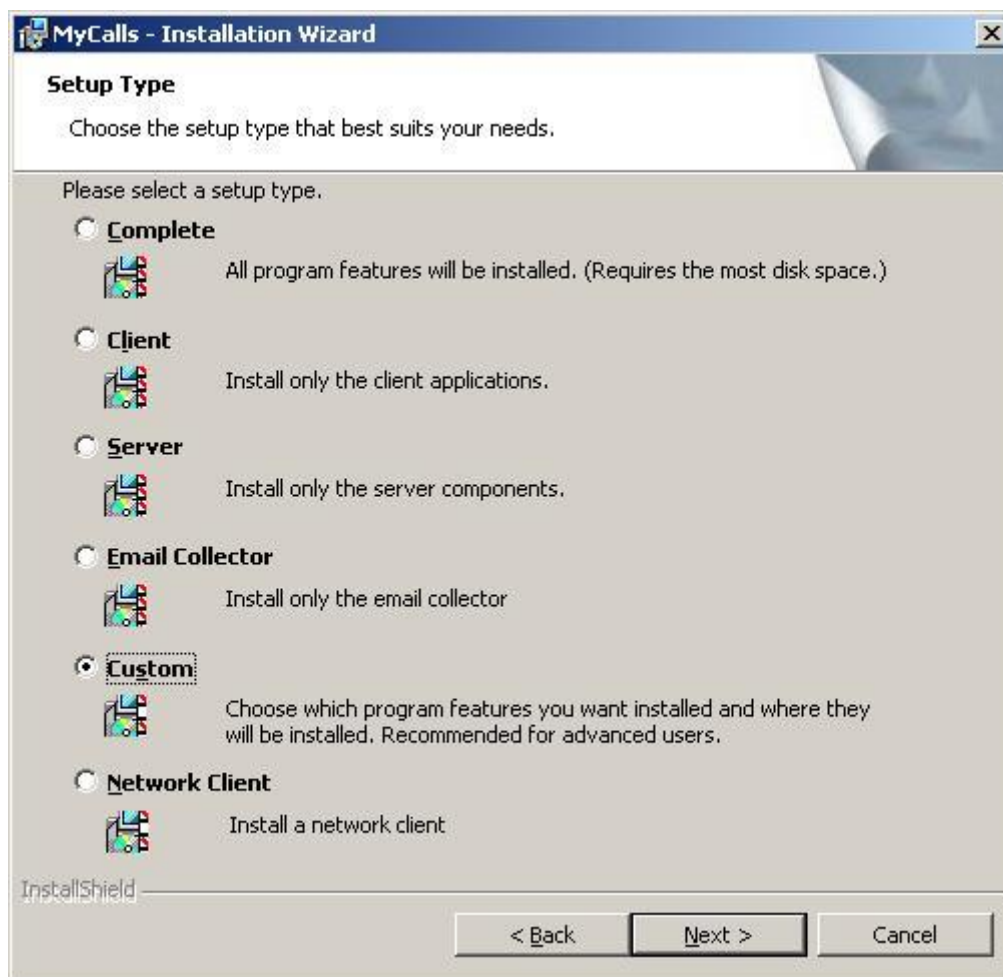 MyCalls - Installation Wizard
Setup Type
Choose the setup type that best suits your needs.
Please select a setup type.
Complete
All program features will be installed. (Requires the most disk space.)
Client
Install only the client applications.
Server
Install only the server components.
Email Collector
Install only the email collector
Custom
Choose which program features you want installed and where they
will be installed. Recommended for advanced users.
Network Client
Install a network client
InstallShield
< Back
Next >
Cancel